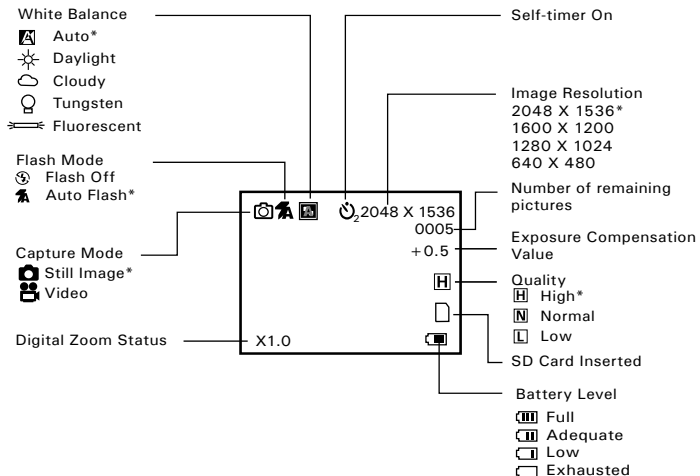 White Balance
Auto*
Daylight
Cloudy
Tungsten
Fluorescent
Flash Mode
Flash Off
Auto Flash*
Capture Mode
Still Image*
Video
Digital Zoom Status
2 2048 X 1536
0005
+0.5
H
X1.0
Self-timer On
Image Resolution
2048 X 1536*
1600 X 1200
1280 X 1024
640 X 480
Number of remaining
pictures
Exposure Compensation
Value
Quality
H High*
N Normal
L Low
SD Card Inserted
Battery Level
Full
Adequate
Low
Exhausted